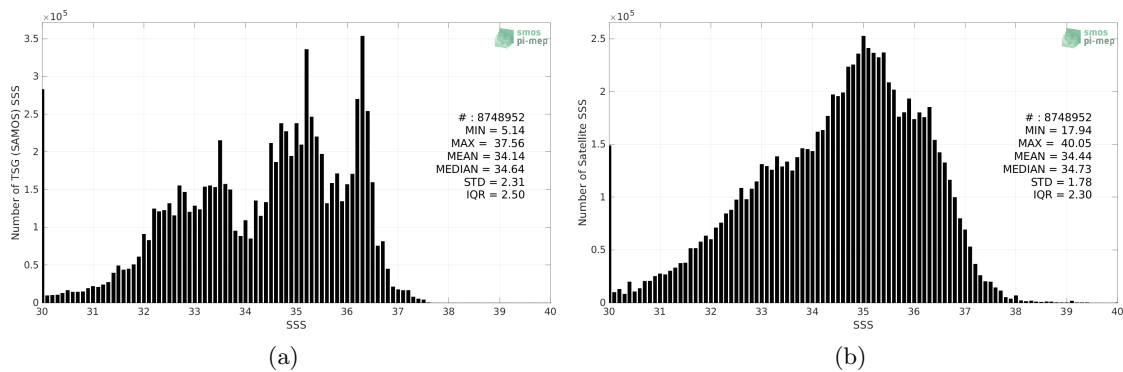 ×10⁵
smos
pi-mep
Number of TSG (SAMOS) SSS
3.5
3
2.5
2
1.5
1
0.5
0
# : 8748952
MIN = 5.14
MAX = 37.56
MEAN = 34.14
MEDIAN = 34.64
STD = 2.31
IQR = 2.50
30 31 32 33 34 35 36 37 38 39 40
SSS
(a)
×10⁵
smos
pi-mep
Number of Satellite SSS
2.5
2
1.5
1
0.5
0
# : 8748952
MIN = 17.94
MAX = 40.05
MEAN = 34.44
MEDIAN = 34.73
STD = 1.78
IQR = 2.30
30 31 32 33 34 35 36 37 38 39 40
SSS
(b)